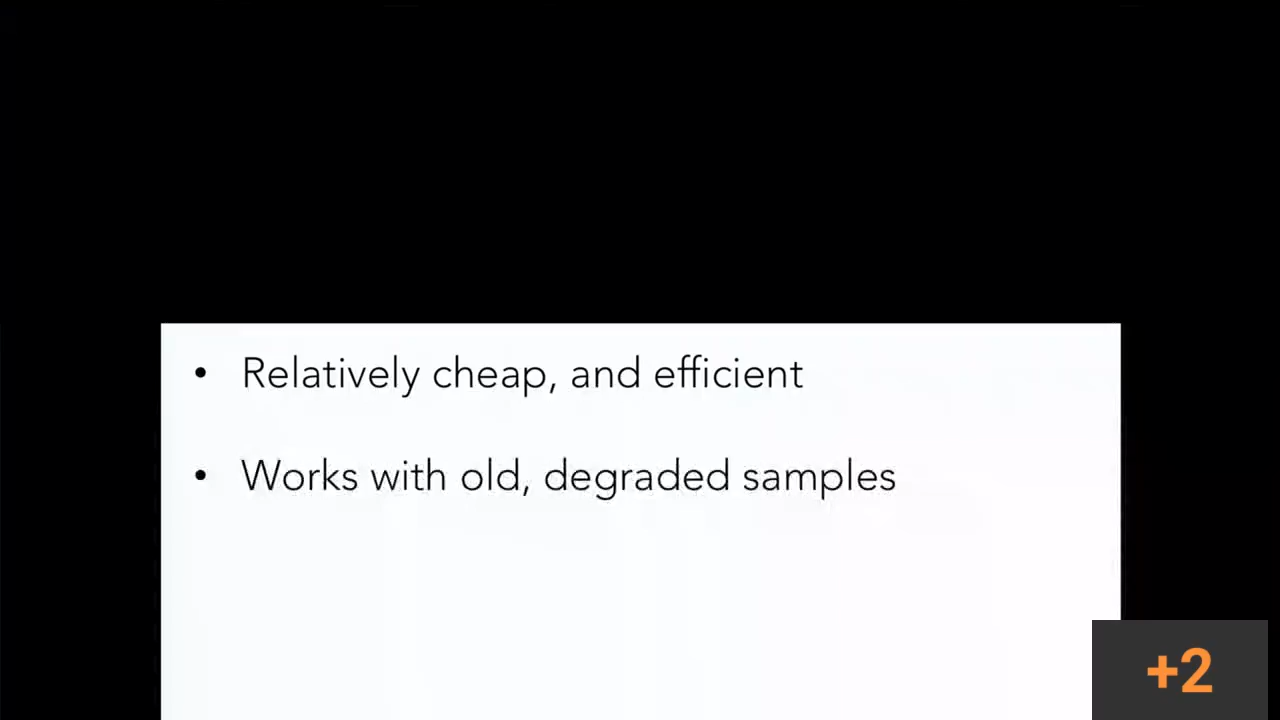 • Relatively cheap, and efficient
• Works with old, degraded samples
+2